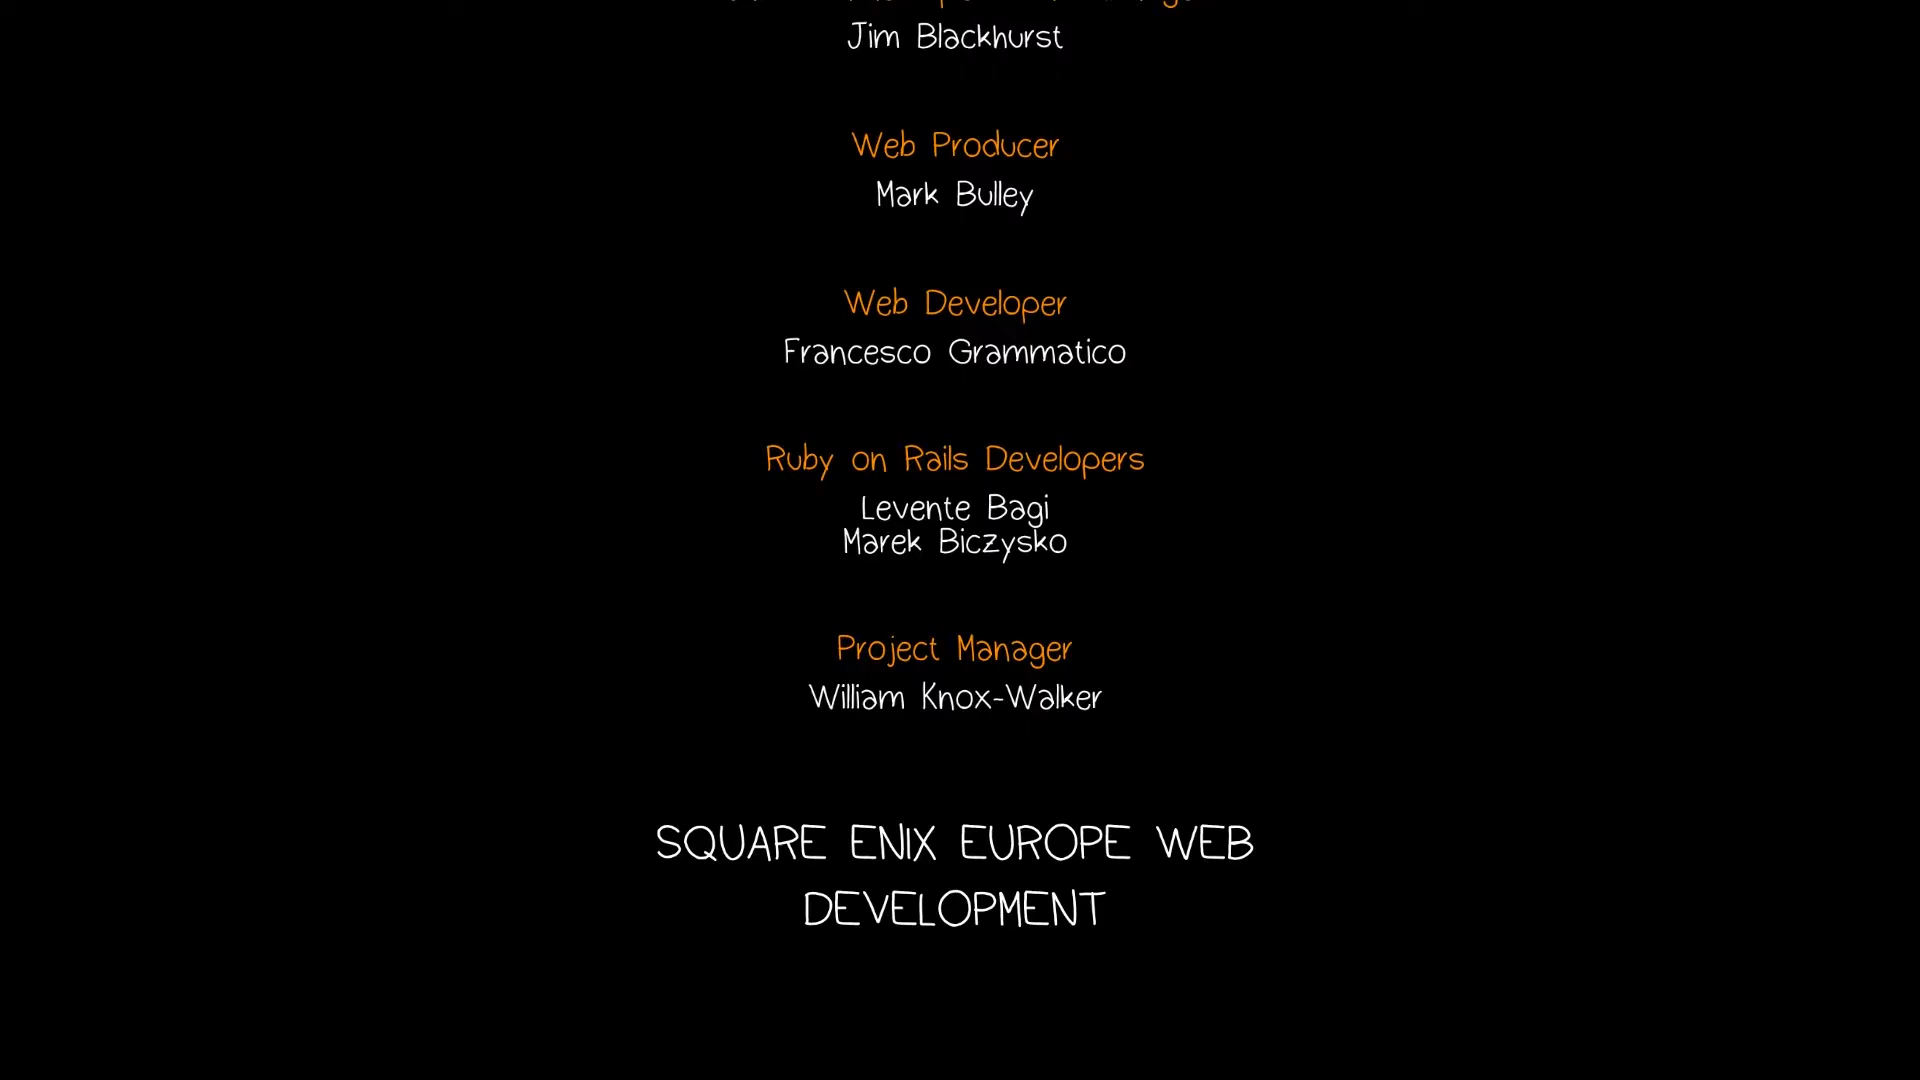 Jim Blackhurst
Web Producer
Mark Bulley
Web Developer
Francesco Grammatico
Ruby on Rails Developers
Levente Bagi
Marek Biczysko
Project Manager
William Knox-Walker
SQUARE ENIX EUROPE WEB
DEVELOPMENT